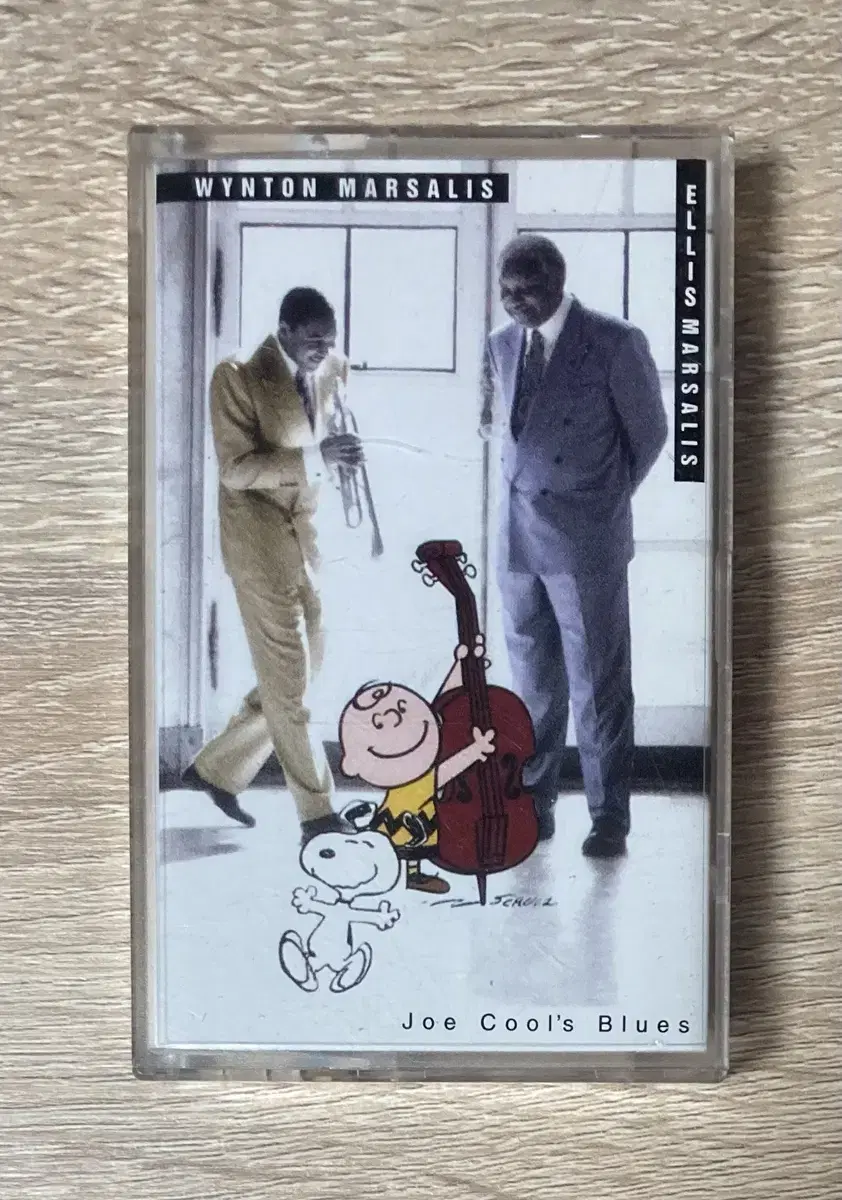 WYNTON MARSALIS
ELLIS MARSALIS
SCHULZ
Joe Cool's Blues